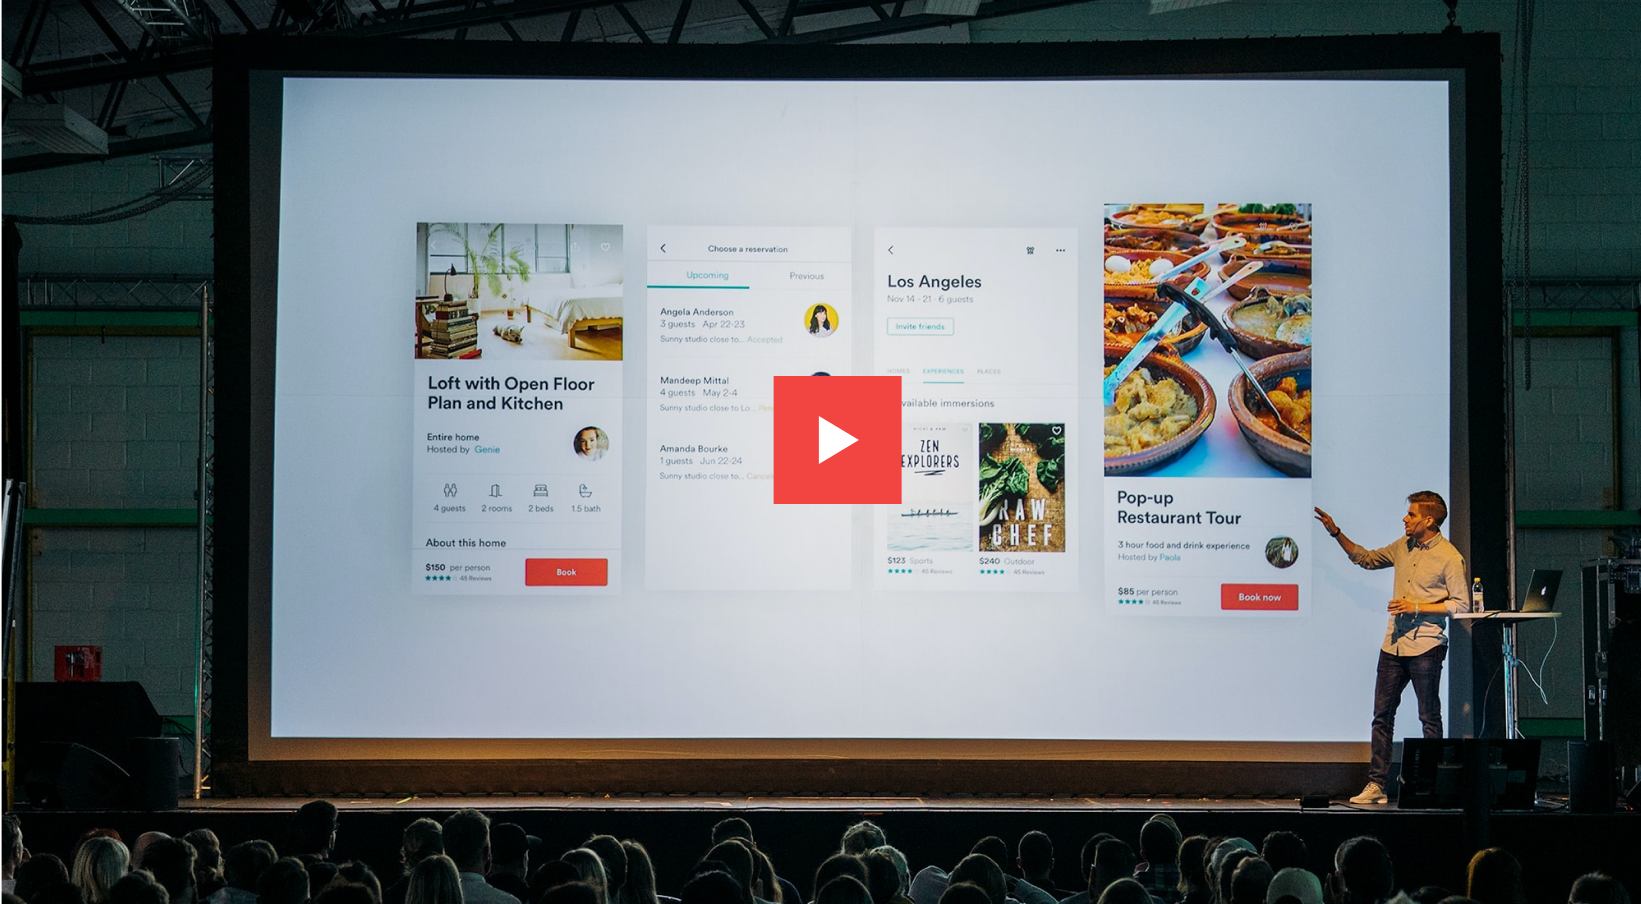 Loft with Open Floor
Plan and Kitchen
Entire home
Hosted by Genie
4 guests
2 rooms
2 beds
1.5 bath
About this home
$150 per person
45 Reviews
Book
Choose a reservation
Upcoming
Previous
Angela Anderson
3 guests Apr 22-23
Sunny studio close to... Accepted
Mandeep Mittal
4 guests May 2-4
Sunny studio close to Lo...
Amanda Bourke
1 guests Jun 22-24
Sunny studio close to...
Los Angeles
Nov 14 - 21 · 6 guests
Invite friends
HOMES
EXPERIENCES
PLACES
immersions
ZEN
EXPLORERS
$123 Sports
45 Reviews
RAW
CHEF
$240 Outdoor
45 Reviews
Pop-up
Restaurant Tour
3 hour food and drink experience
Hosted by Paola
$85 per person
45 Reviews
Book now